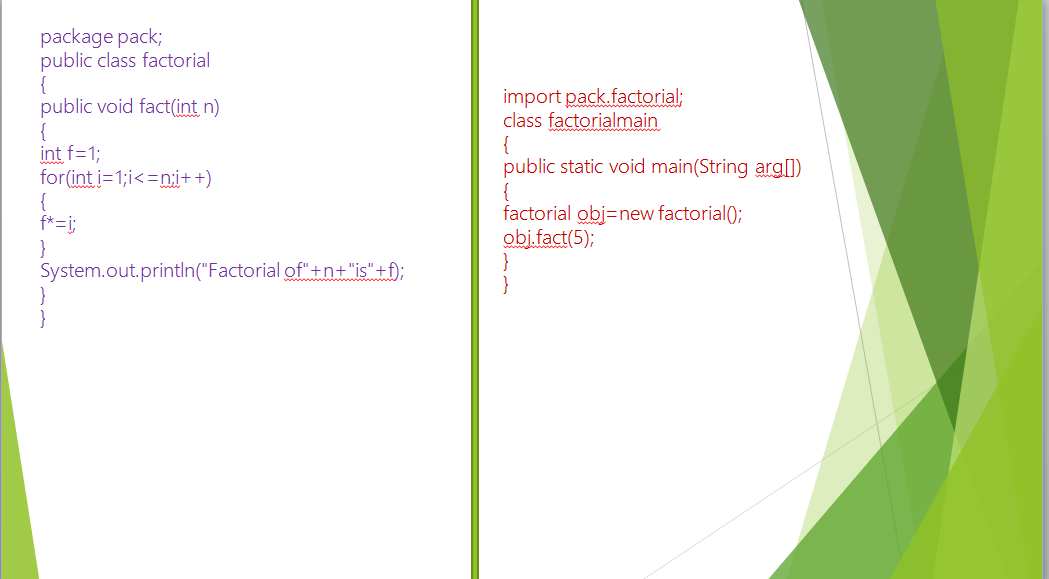 package pack;
public class factorial
{
public void fact(int n)
{
int f=1;
for(int i=1;i<=n;i++)
{
f*=i;
}
System.out.println("Factorial of"+n+"is"+f);
}
}
import pack.factorial;
class factorialmain
{
public static void main(String arg[])
{
factorial obj=new factorial();
obj.fact(5);
}
}